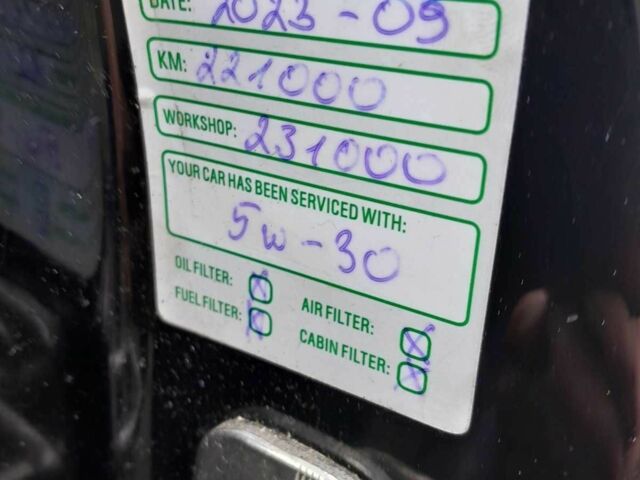 DATE: 2023-09
KM: 221000
WORKSHOP: 231000
YOUR CAR HAS BEEN SERVICED WITH:
5w-30
OIL FILTER: AIR FILTER:
FUEL FILTER: CABIN FILTER: